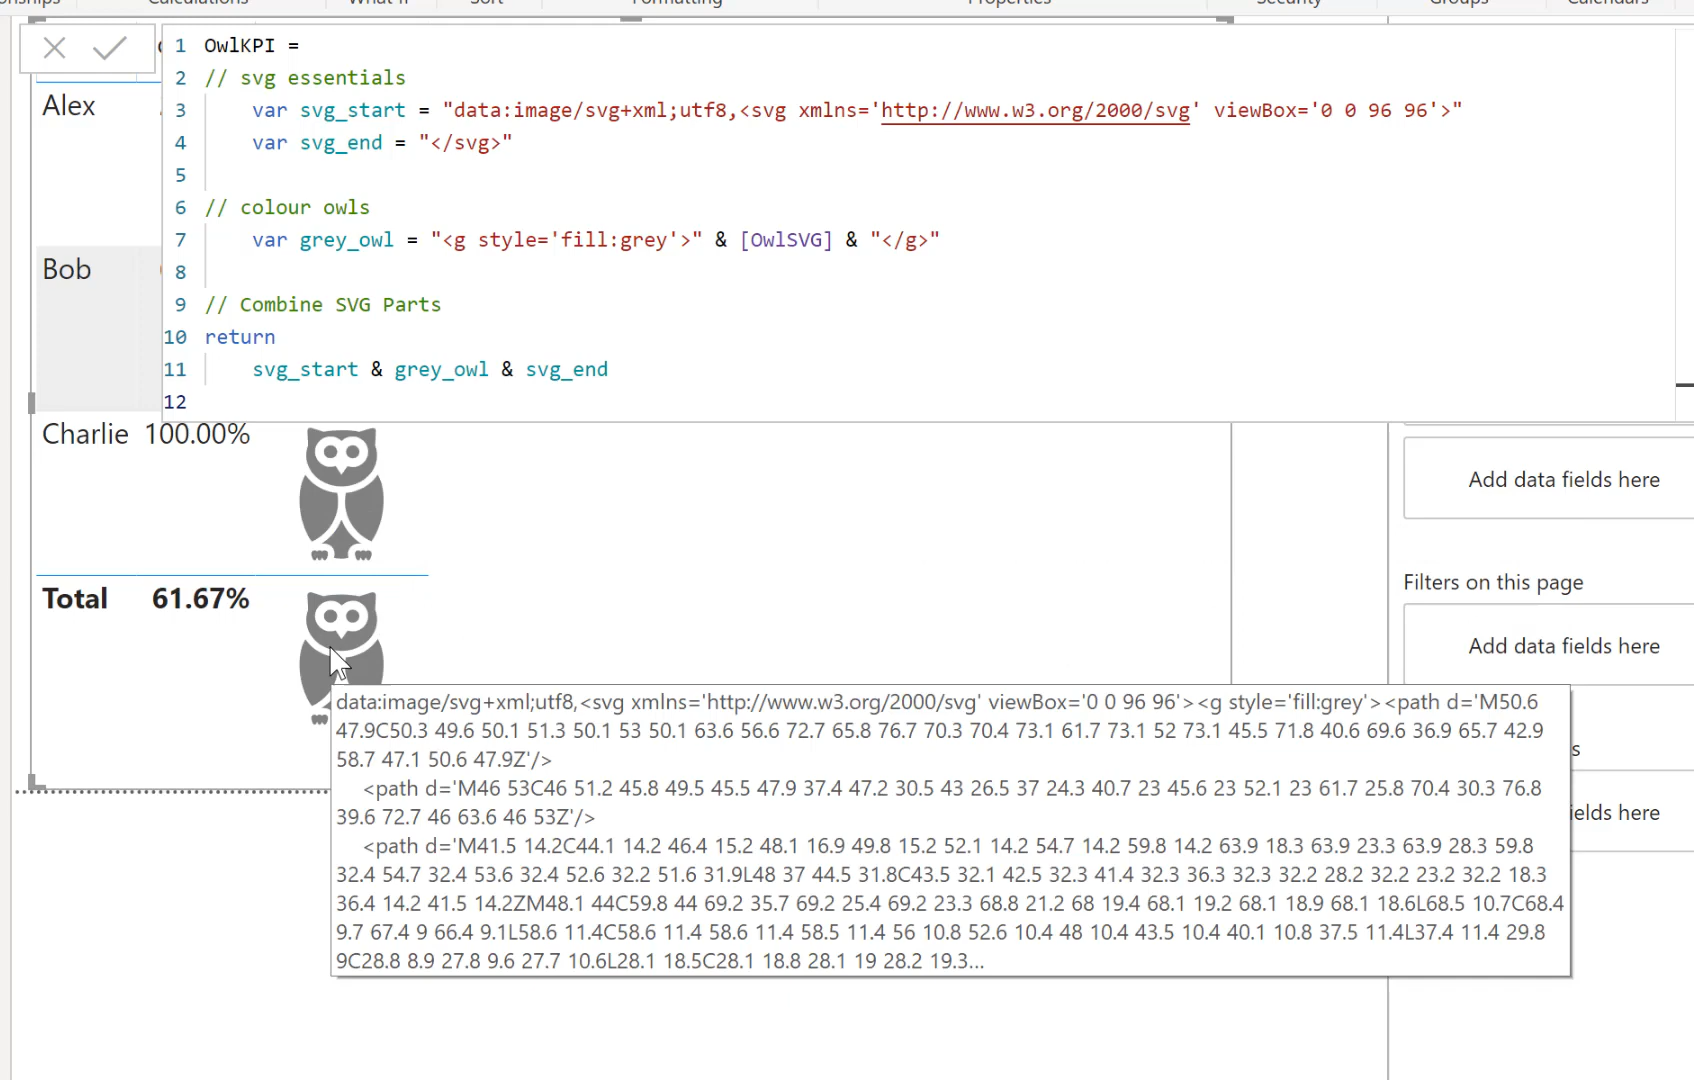 Calculations
What if
Sort
Formatting
Properties
Security
Groups
Calendars
1 OwlKPI =
2 // svg essentials
3 var svg_start = "data:image/svg+xml;utf8,<svg xmlns='http://www.w3.org/2000/svg' viewBox='0 0 96 96'>"
4 var svg_end = "</svg>"
5
6 // colour owls
7 var grey_owl = "<g style='fill:grey'>" & [OwlSVG] & "</g>"
8
9 // Combine SVG Parts
10 return
11 svg_start & grey_owl & svg_end
12
Alex
Bob
Charlie 100.00%
Total 61.67%
Add data fields here
Filters on this page
Add data fields here
ields here
data:image/svg+xml;utf8,<svg xmlns='http://www.w3.org/2000/svg' viewBox='0 0 96 96'><g style='fill:grey'><path d='M50.6
47.9C50.3 49.6 50.1 51.3 50.1 53 50.1 63.6 56.6 72.7 65.8 76.7 70.3 70.4 73.1 61.7 73.1 52 73.1 45.5 71.8 40.6 69.6 36.9 65.7 42.9
58.7 47.1 50.6 47.9Z'/>
<path d='M46 53C46 51.2 45.8 49.5 45.5 47.9 37.4 47.2 30.5 43 26.5 37 24.3 40.7 23 45.6 23 52.1 23 61.7 25.8 70.4 30.3 76.8
39.6 72.7 46 63.6 46 53Z'/>
<path d='M41.5 14.2C44.1 14.2 46.4 15.2 48.1 16.9 49.8 15.2 52.1 14.2 54.7 14.2 59.8 14.2 63.9 18.3 63.9 23.3 63.9 28.3 59.8
32.4 54.7 32.4 53.6 32.4 52.6 32.2 51.6 31.9L48 37 44.5 31.8C43.5 32.1 42.5 32.3 41.4 32.3 36.3 32.3 32.2 28.2 32.2 23.2 32.2 18.3
36.4 14.2 41.5 14.2ZM48.1 44C59.8 44 69.2 35.7 69.2 25.4 69.2 23.3 68.8 21.2 68 19.4 68.1 19.2 68.1 18.9 68.1 18.6L68.5 10.7C68.4
9.7 67.4 9 66.4 9.1L58.6 11.4C58.6 11.4 58.6 11.4 58.5 11.4 56 10.8 52.6 10.4 48 10.4 43.5 10.4 40.1 10.8 37.5 11.4L37.4 11.4 29.8
9C28.8 8.9 27.8 9.6 27.7 10.6L28.1 18.5C28.1 18.8 28.1 19 28.2 19.3...